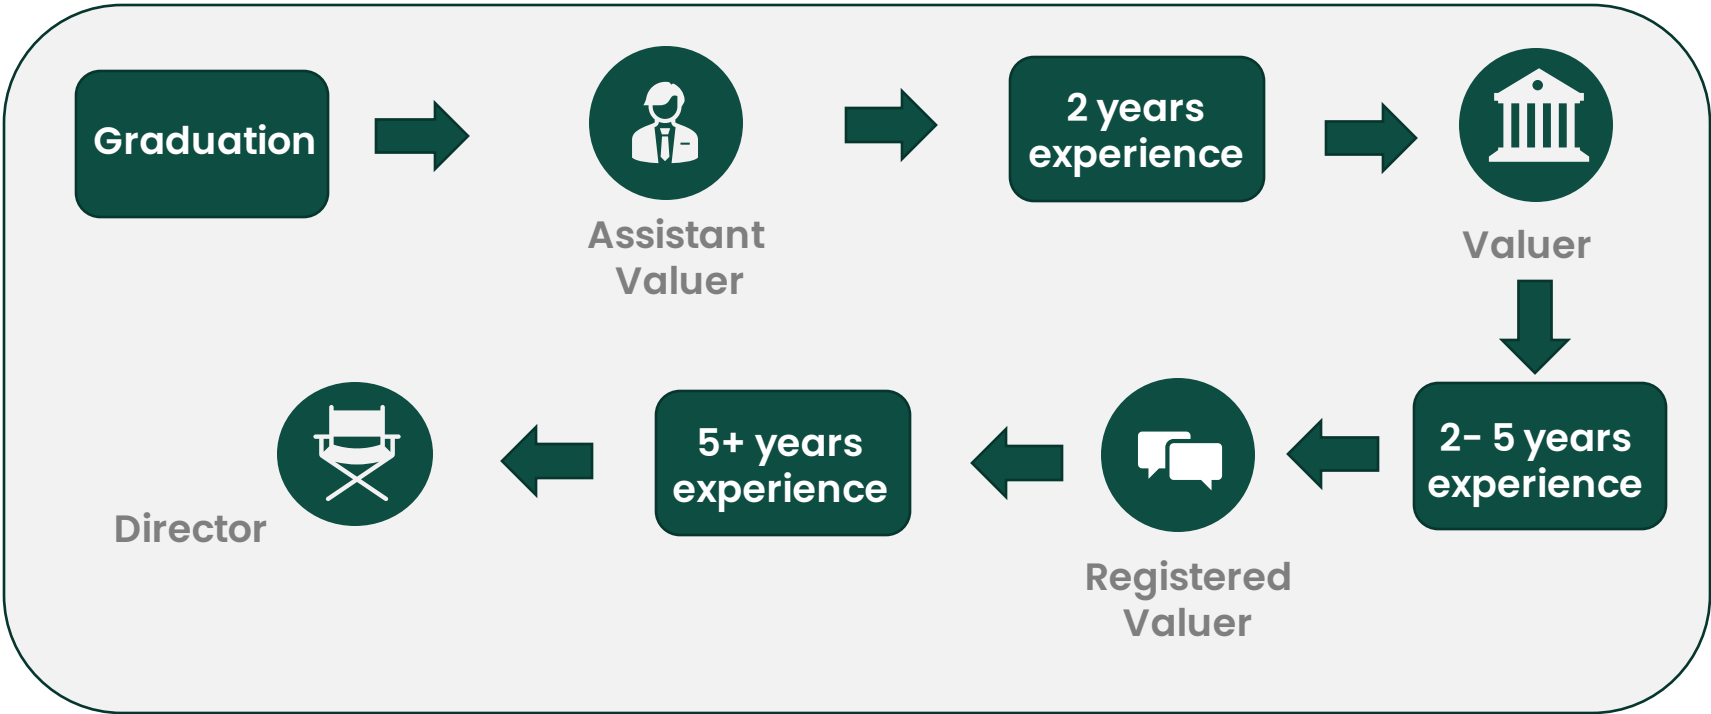 Graduation
Assistant
Valuer
2 years
experience
Valuer
2- 5 years
experience
Registered
Valuer
5+ years
experience
Director